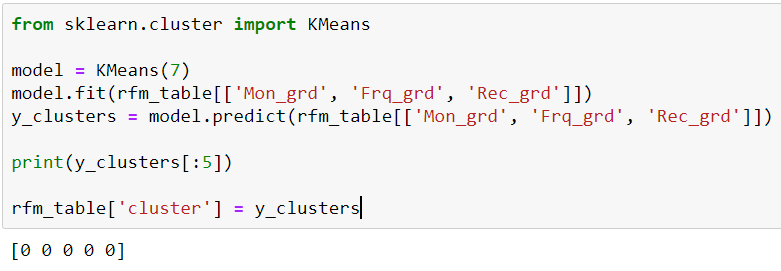 from sklearn.cluster import KMeans
model = KMeans(7)
model.fit(rfm_table[['Mon_grd', 'Frq_grd', 'Rec_grd']])
y_clusters = model.predict(rfm_table[['Mon_grd', 'Frq_grd', 'Rec_grd']])
print(y_clusters[:5])
rfm_table['cluster'] = y_clusters
[0 0 0 0 0]